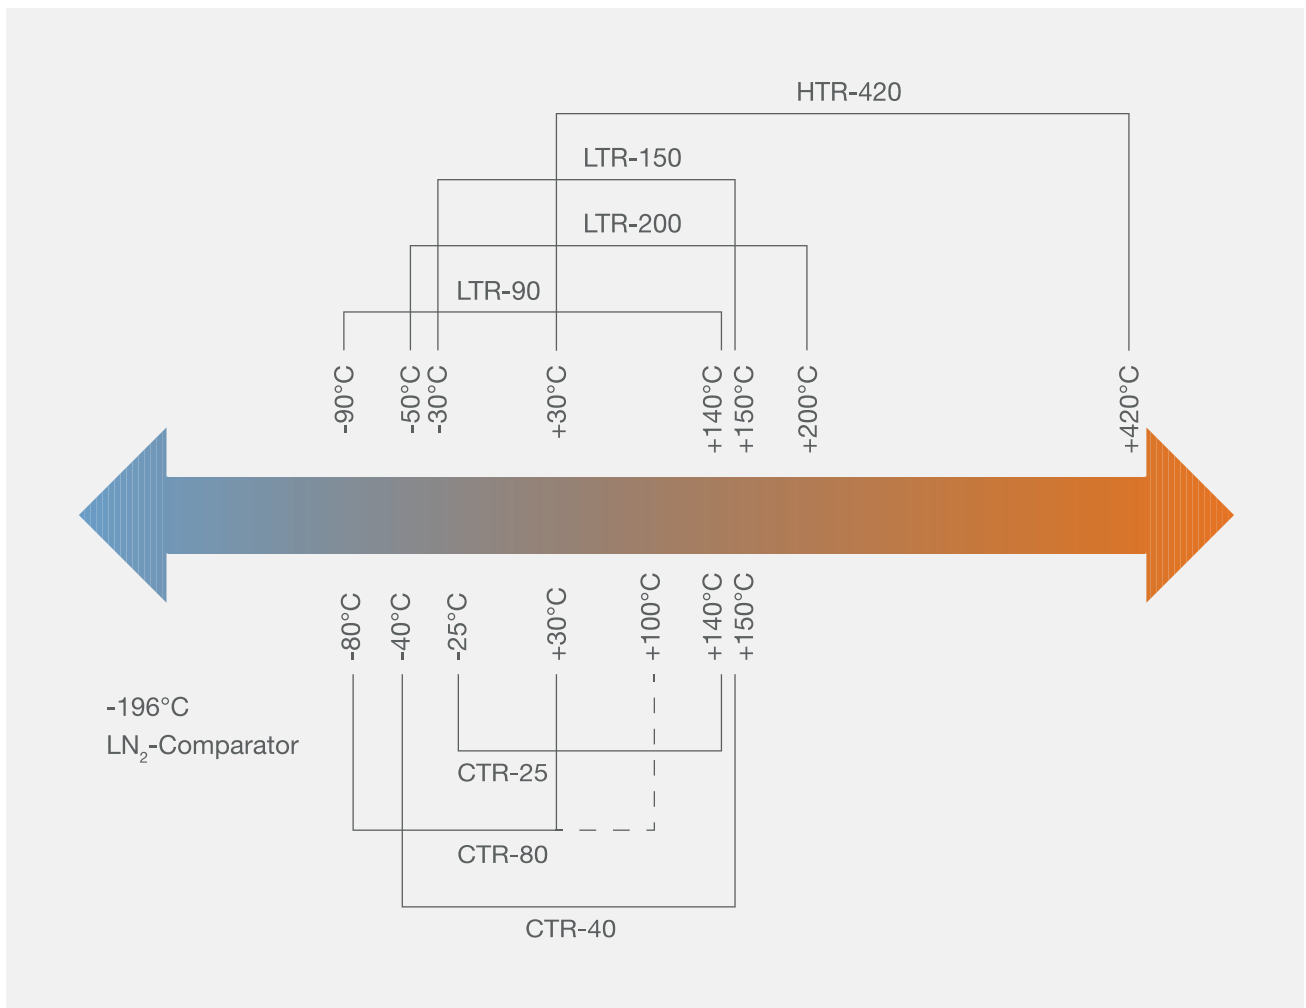 HTR-420
LTR-150
LTR-200
LTR-90
-90°C
-50°C
-30°C
+30°C
+140°C
+150°C
+200°C
+420°C
-80°C
-40°C
-25°C
+30°C
+100°C
+140°C
+150°C
-196°C
LN₂-Comparator
CTR-25
CTR-80
CTR-40